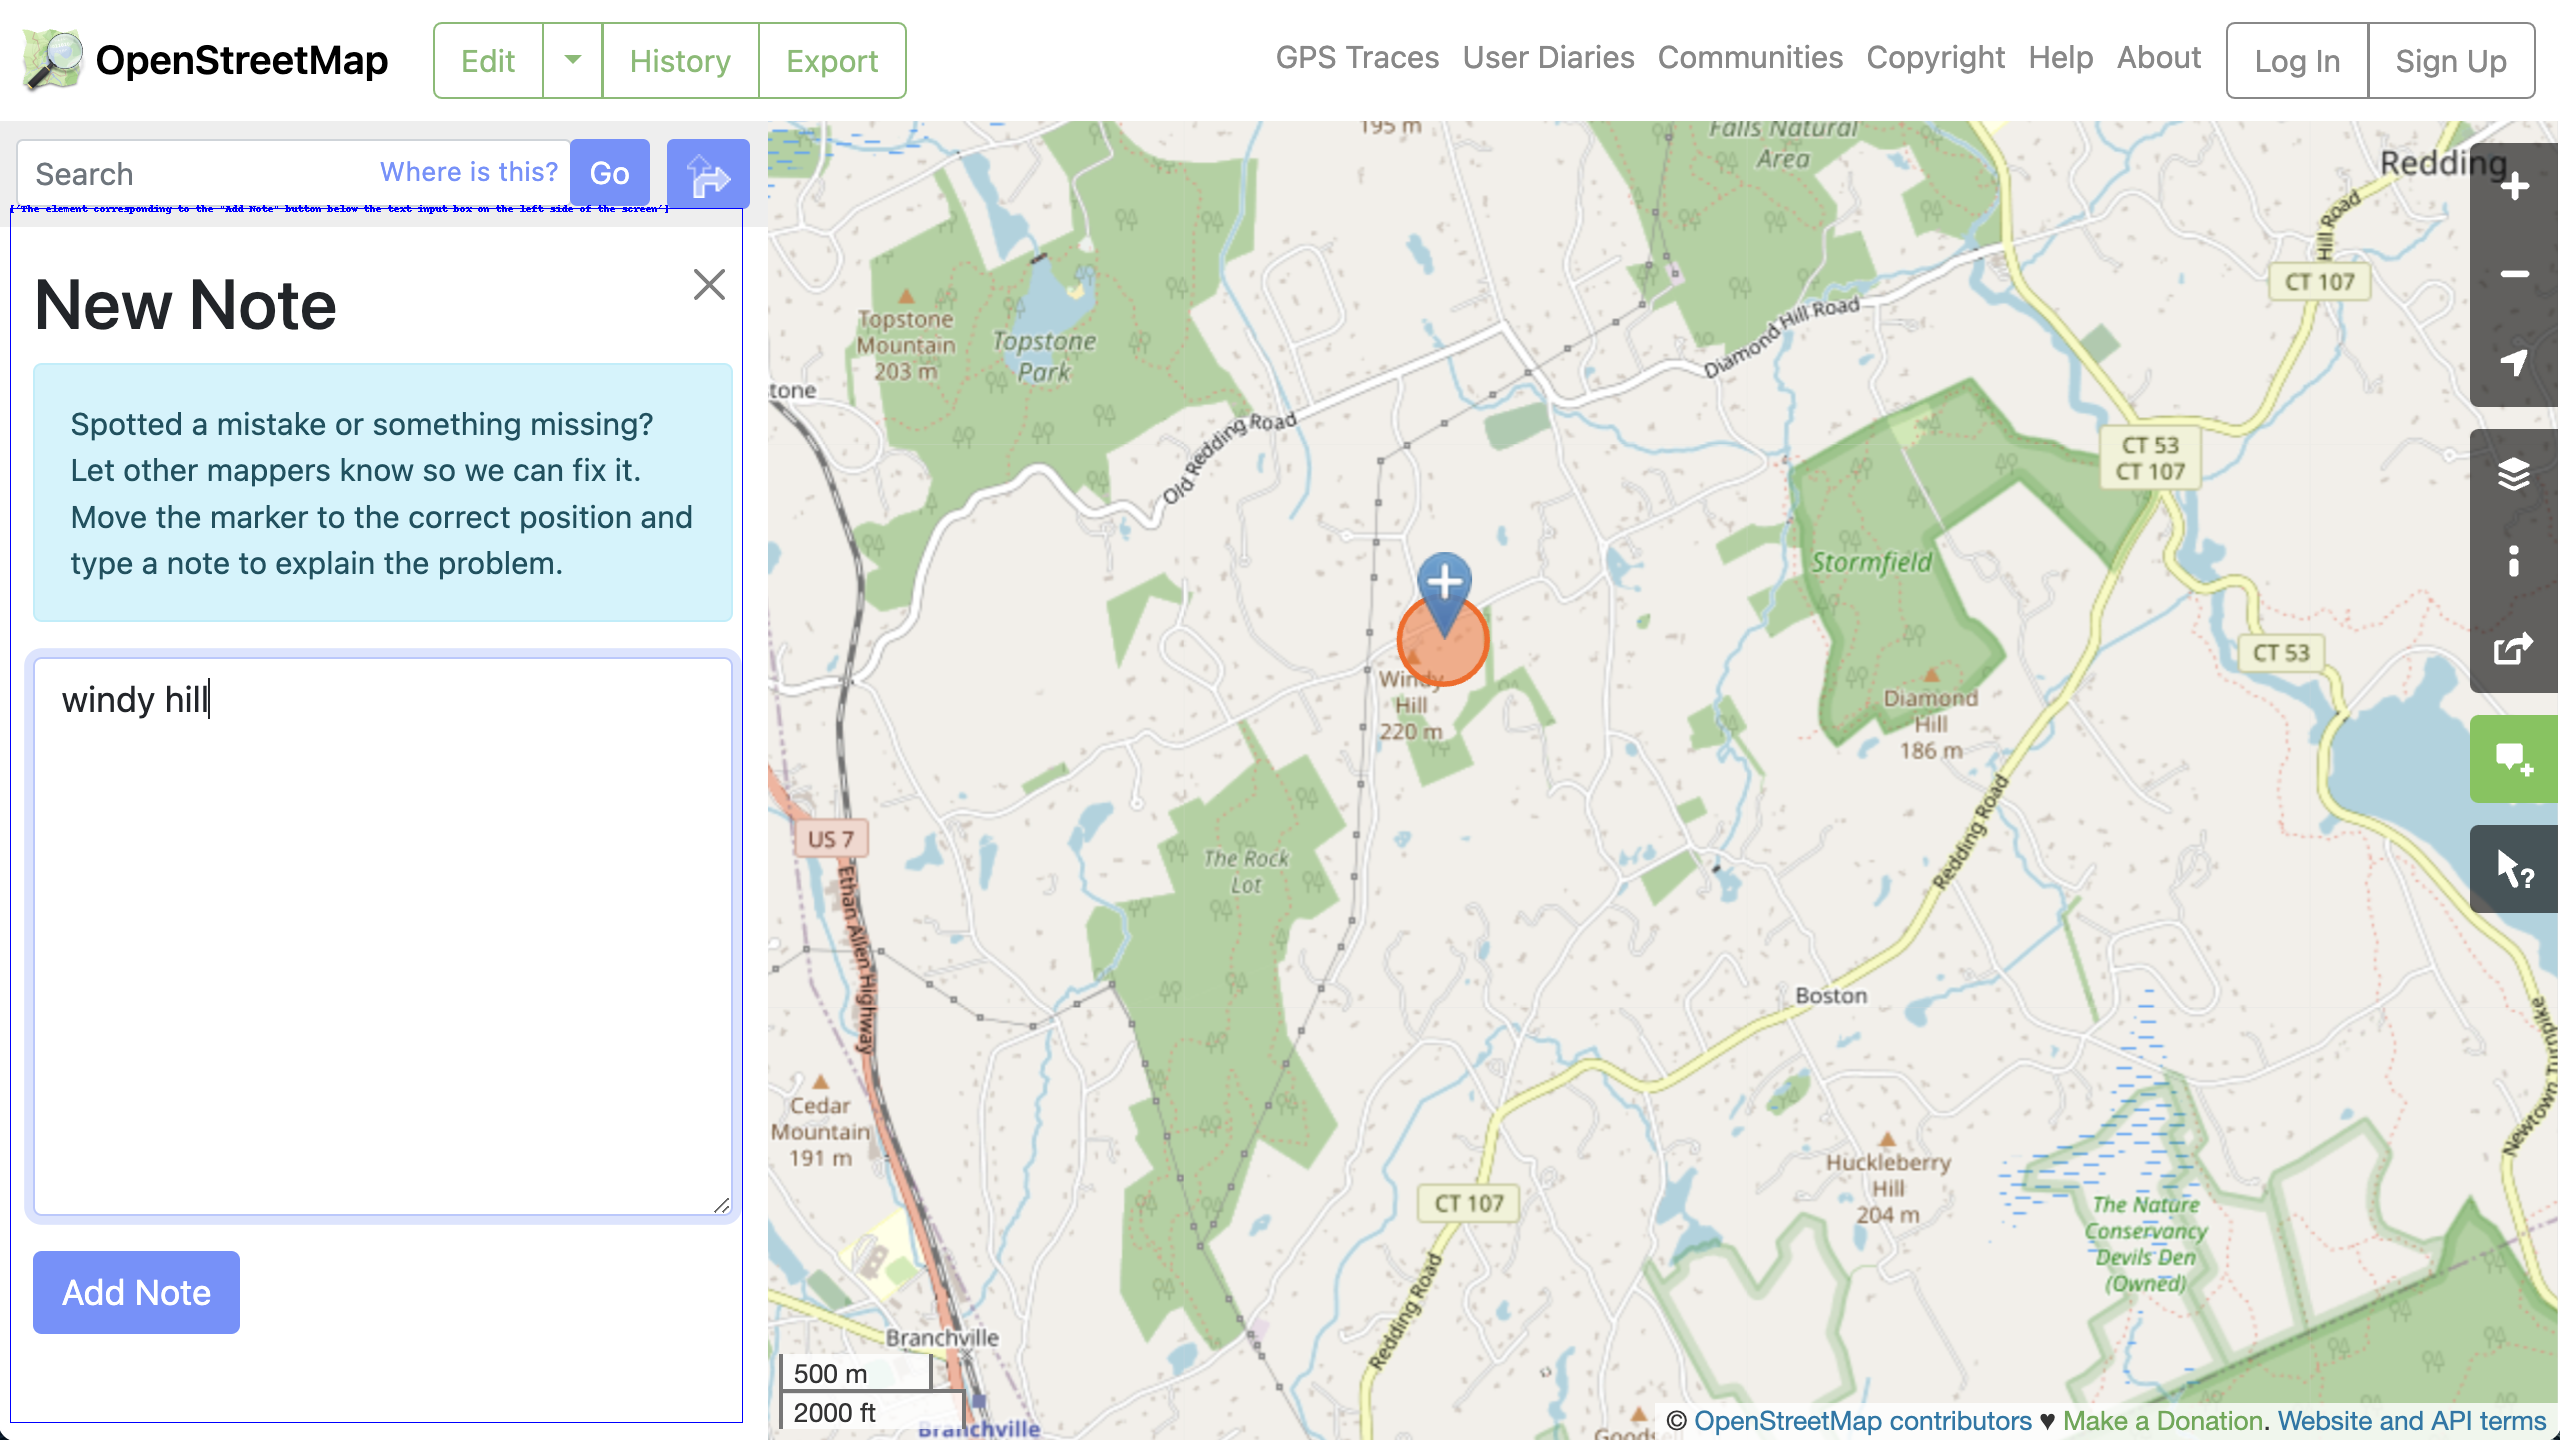 OpenStreetMap
Edit
History
Export
GPS Traces
User Diaries
Communities
Copyright
Help
About
Log In
Sign Up
Search
Where is this?
Go
['The element corresponding to the "Add Note" button below the text input box on the left side of the screen']
New Note
Spotted a mistake or something missing?
Let other mappers know so we can fix it.
Move the marker to the correct position and
type a note to explain the problem.
windy hill
Add Note
195 m
Falls Natural
Area
Redding
Hill Road
CT 107
Topstone
Mountain
203 m
Topstone
Park
tone
Diamond Hill Road
Old Redding Road
CT 53
CT 107
Stormfield
CT 53
Windy
Hill
220 m
Diamond
Hill
186 m
US 7
Ethan Allen Highway
The Rock
Lot
Redding Road
Boston
Newtown Turnpike
Cedar
Mountain
191 m
Huckleberry
Hill
204 m
CT 107
The Nature
Conservancy
Devils Den
(Owned)
Redding Road
Branchville
500 m
2000 ft
Branchville
© OpenStreetMap contributors ♥ Make a Donation. Website and API terms